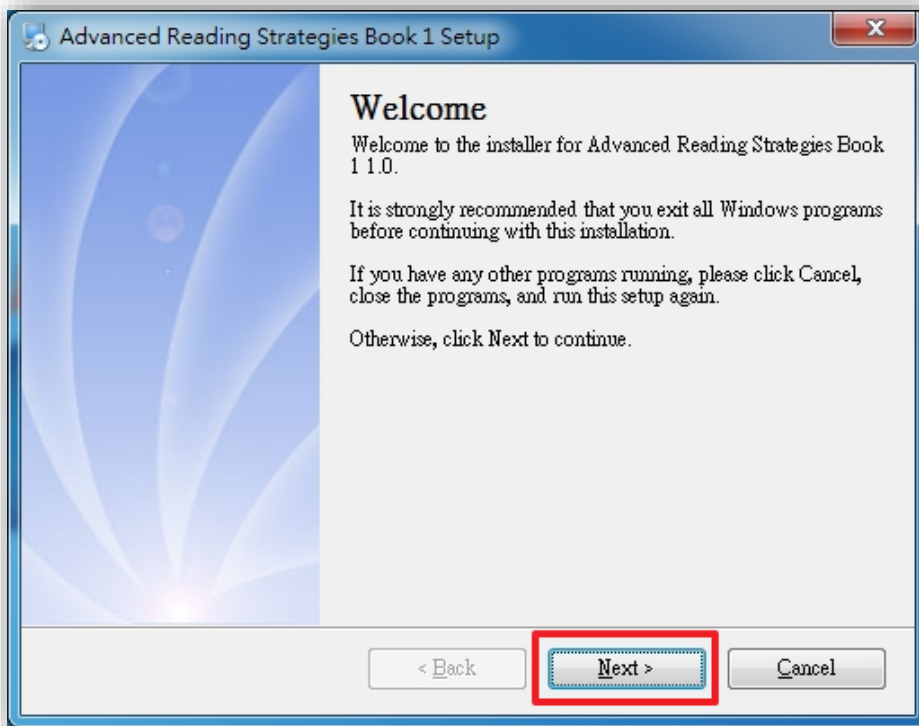 Advanced Reading Strategies Book 1 Setup
Welcome
Welcome to the installer for Advanced Reading Strategies Book
1 1.0.
It is strongly recommended that you exit all Windows programs
before continuing with this installation.
If you have any other programs running, please click Cancel,
close the programs, and run this setup again.
Otherwise, click Next to continue.
< Back Next > Cancel